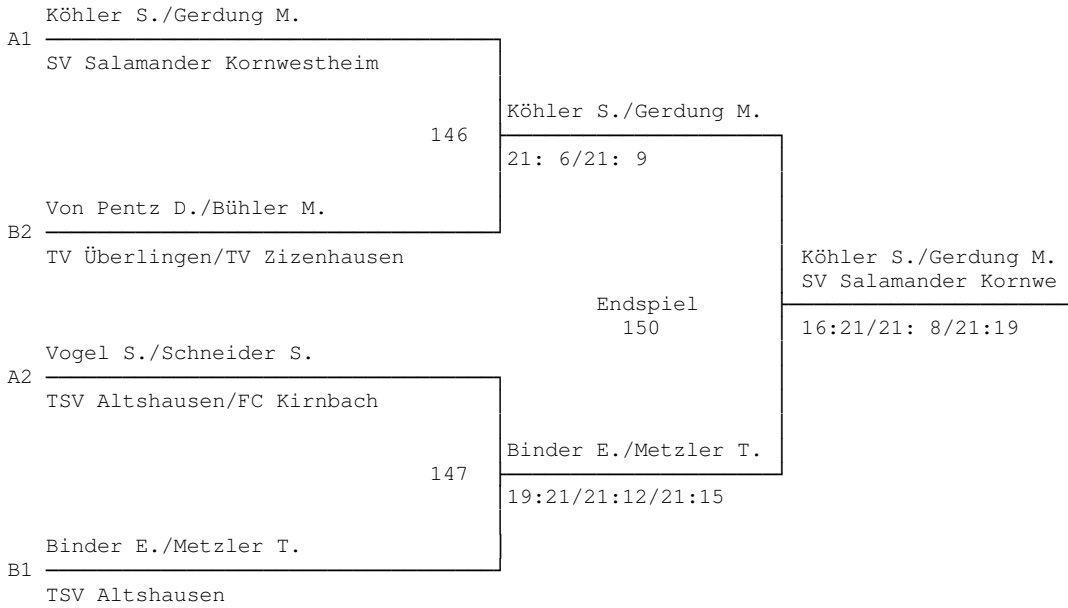 Köhler S./Gerdung M.
A1
SV Salamander Kornwestheim
Köhler S./Gerdung M.
146
21: 6/21: 9
Von Pentz D./Bühler M.
B2
TV Überlingen/TV Zizenhausen
Köhler S./Gerdung M.
SV Salamander Kornwe
Endspiel
150
16:21/21: 8/21:19
Vogel S./Schneider S.
A2
TSV Altshausen/FC Kirnbach
Binder E./Metzler T.
147
19:21/21:12/21:15
Binder E./Metzler T.
B1
TSV Altshausen